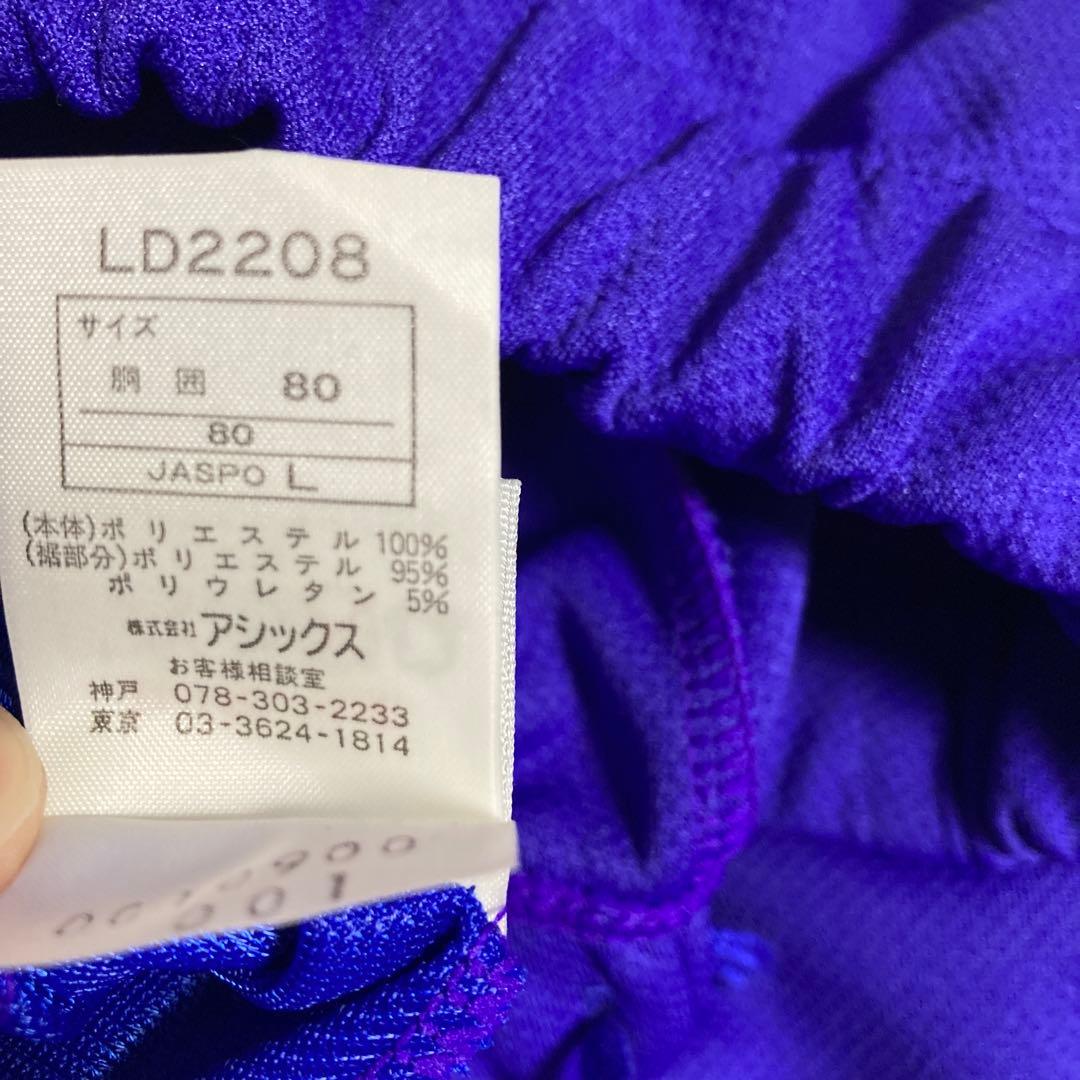 LD2208
サイズ
胴 囲 80
80
JASPO L
(本体)ポリエステル 100%
(裾部分)ポリエステル 95%
ポリウレタン 5%
株式会社 アシックス
お客様相談室
神戸 078-303-2233
東京 03-3624-1814